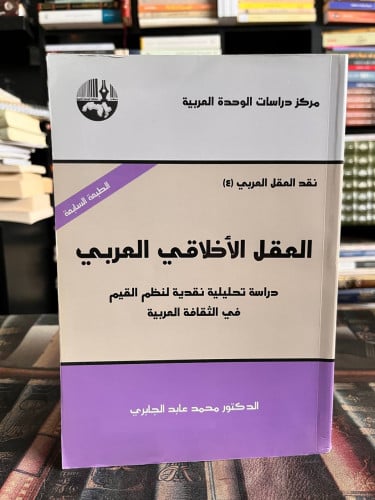 مركز دراسات الوحدة العربية
نقد العقل العربي (٤)
الطبعة السابعة
العقل الأخلاقي العربي
دراسة تحليلية نقدية لنظم القيم
في الثقافة العربية
الدكتور محمد عابد الجابري